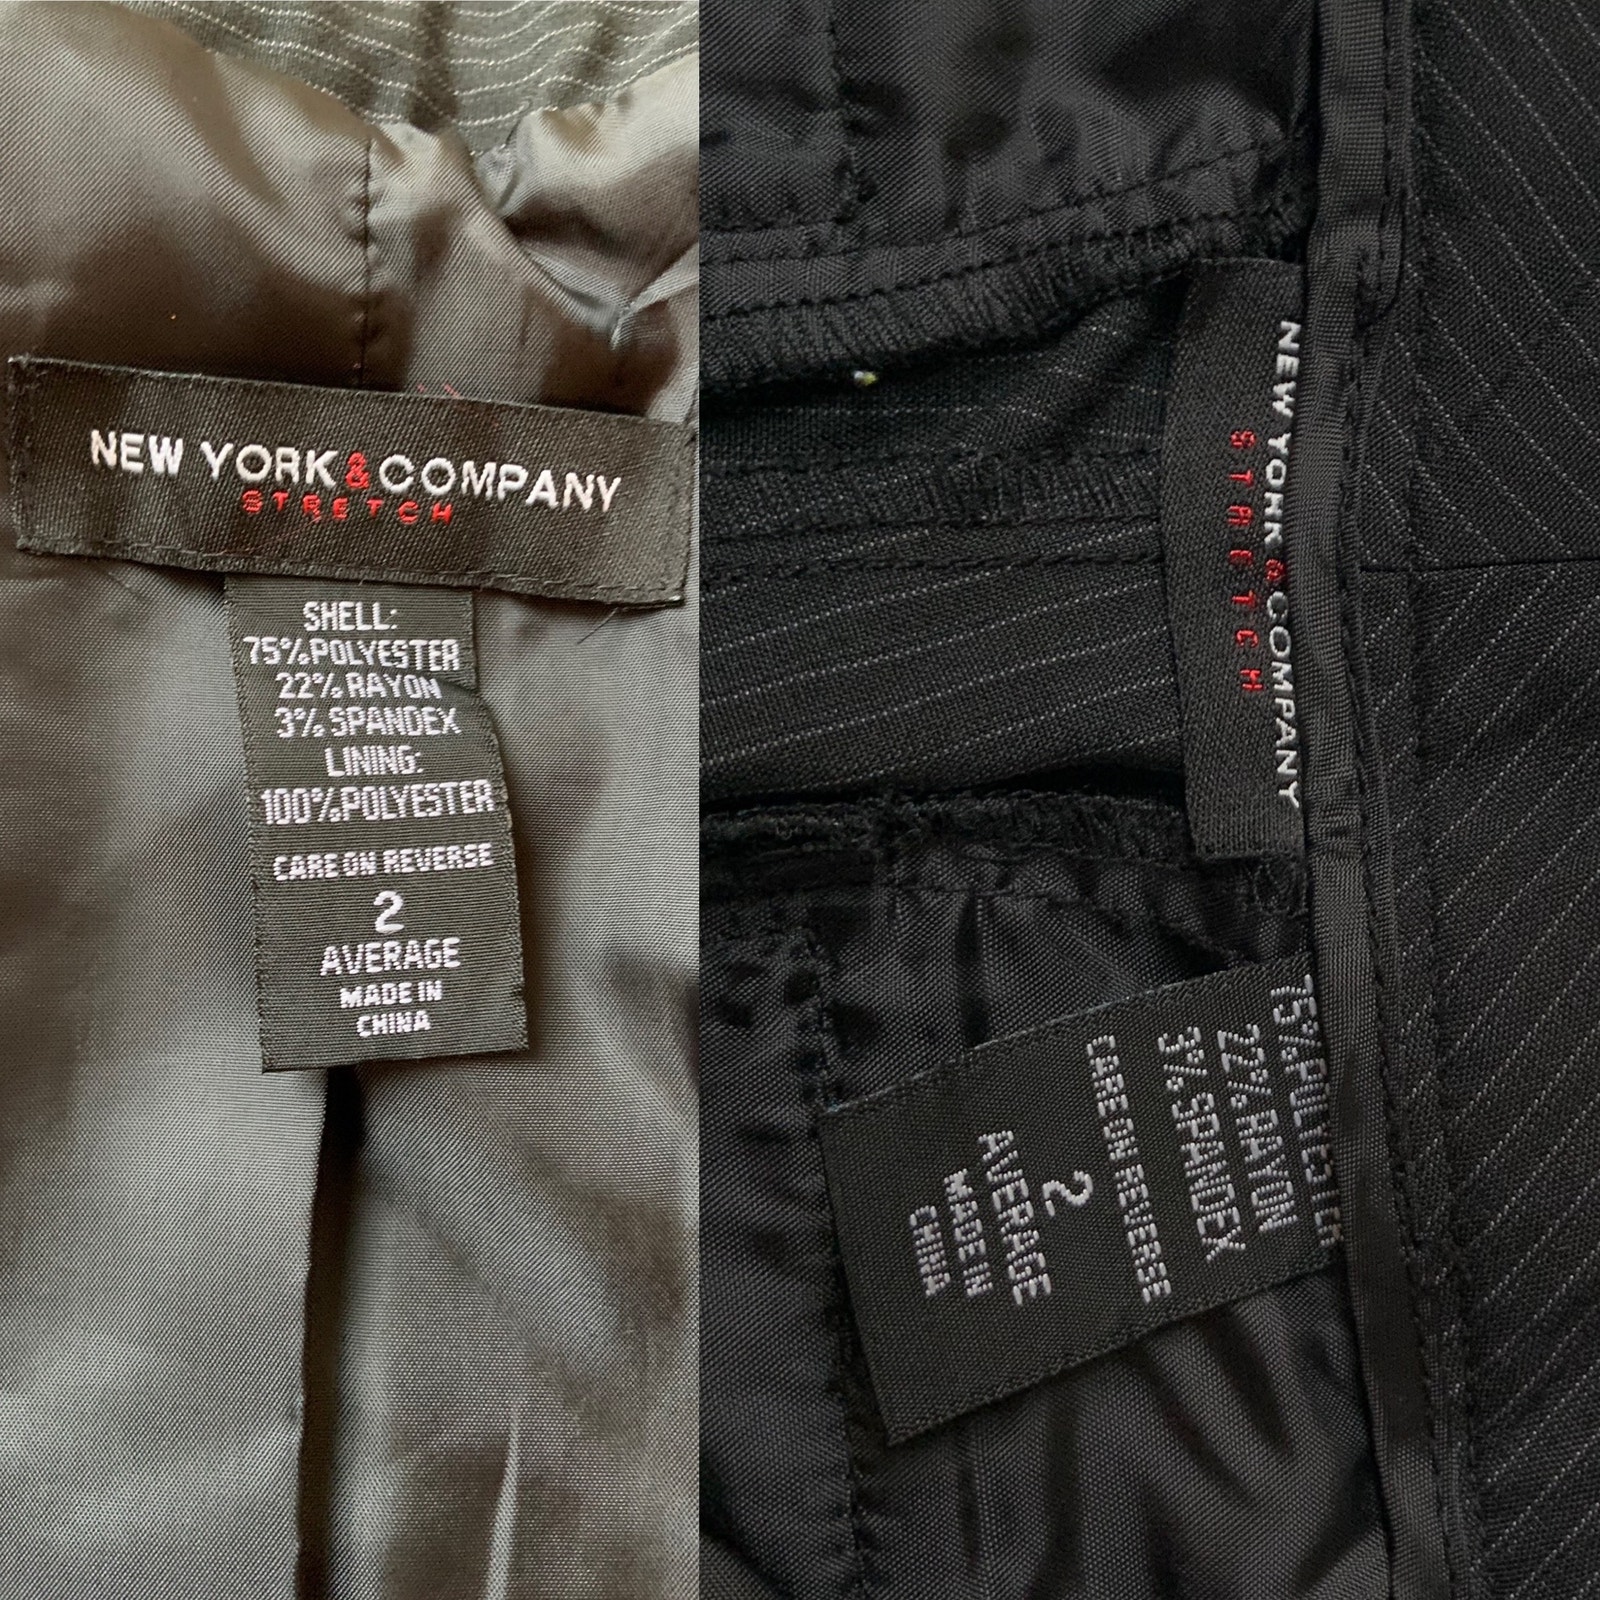 NEW YORK & COMPANY
STRETCH
SHELL:
75% POLYESTER
22% RAYON
3% SPANDEX
LINING:
100% POLYESTER
CARE ON REVERSE
2
AVERAGE
MADE IN
CHINA
NEW YORK & COMPANY
STRETCH
75% POLYESTER
22% RAYON
3% SPANDEX
CARE ON REVERSE
2
AVERAGE
MADE IN
CHINA